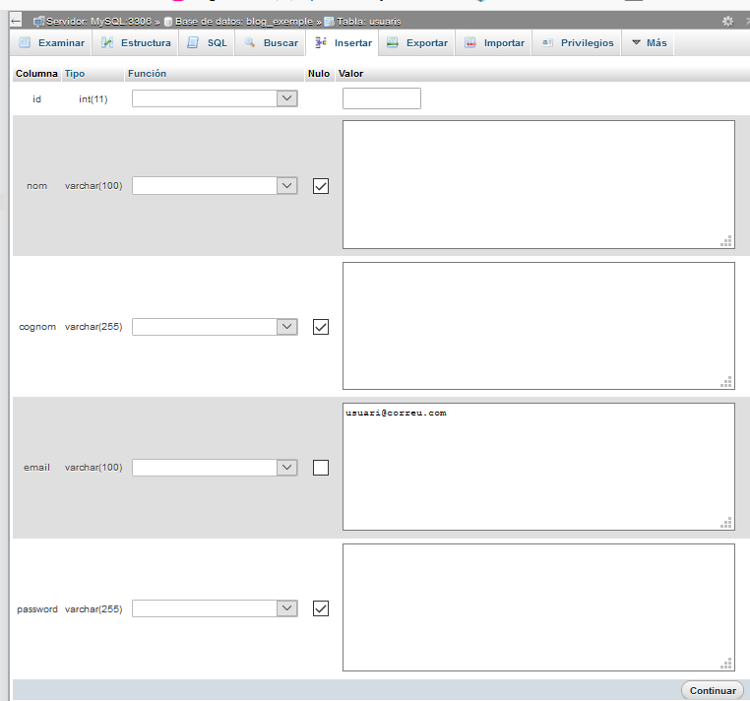 Servidor: MySQL:3306 » Base de datos: blog_exemple » Tabla: usuaris
Examinar Estructura SQL Buscar Insertar Exportar Importar Privilegios Más
Columna Tipo Función Nulo Valor
id int(11)
nom varchar(100)
cognom varchar(255)
email varchar(100) usuari@correu.com
password varchar(255)
Continuar